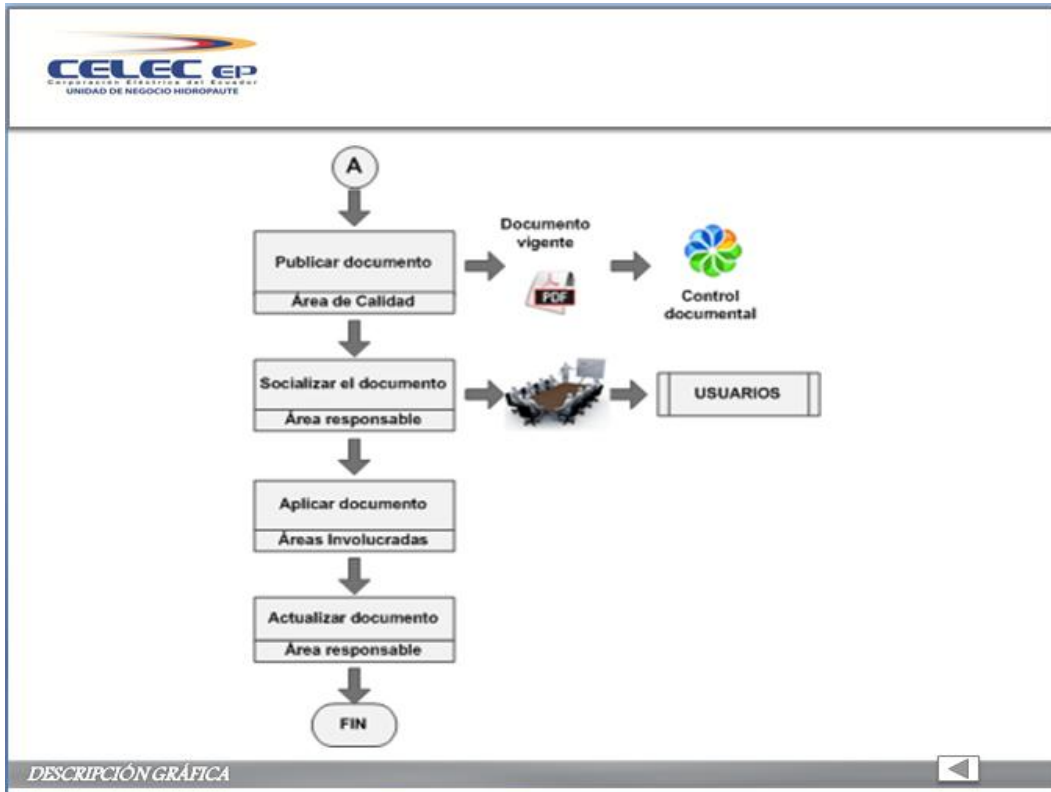 CELEC EP
Corporación Eléctrica del Ecuador
UNIDAD DE NEGOCIO HIDROPAUTE
A
Publicar documento
Área de Calidad
Documento
vigente
PDF
Control
documental
Socializar el documento
Área responsable
USUARIOS
Aplicar documento
Áreas Involucradas
Actualizar documento
Área responsable
FIN
DESCRIPCIÓN GRÁFICA